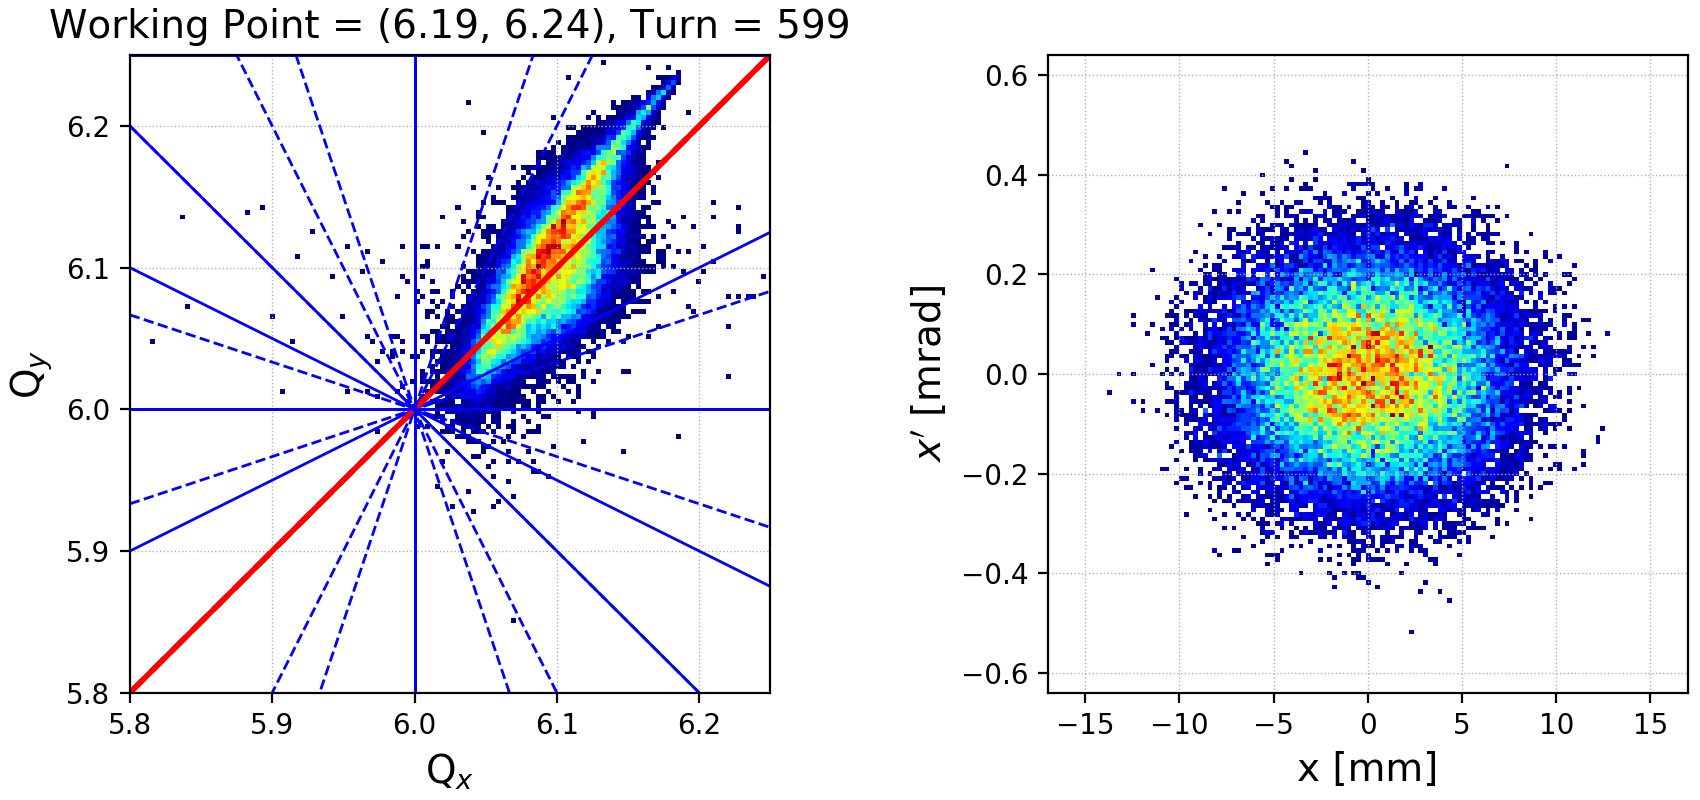 Working Point = (6.19, 6.24), Turn = 599
6.2
6.1
6.0
5.9
5.8
Q_y
5.8 5.9 6.0 6.1 6.2
Q_x
0.6
0.4
0.2
0.0
−0.2
−0.4
−0.6
x′ [mrad]
−15 −10 −5 0 5 10 15
x [mm]